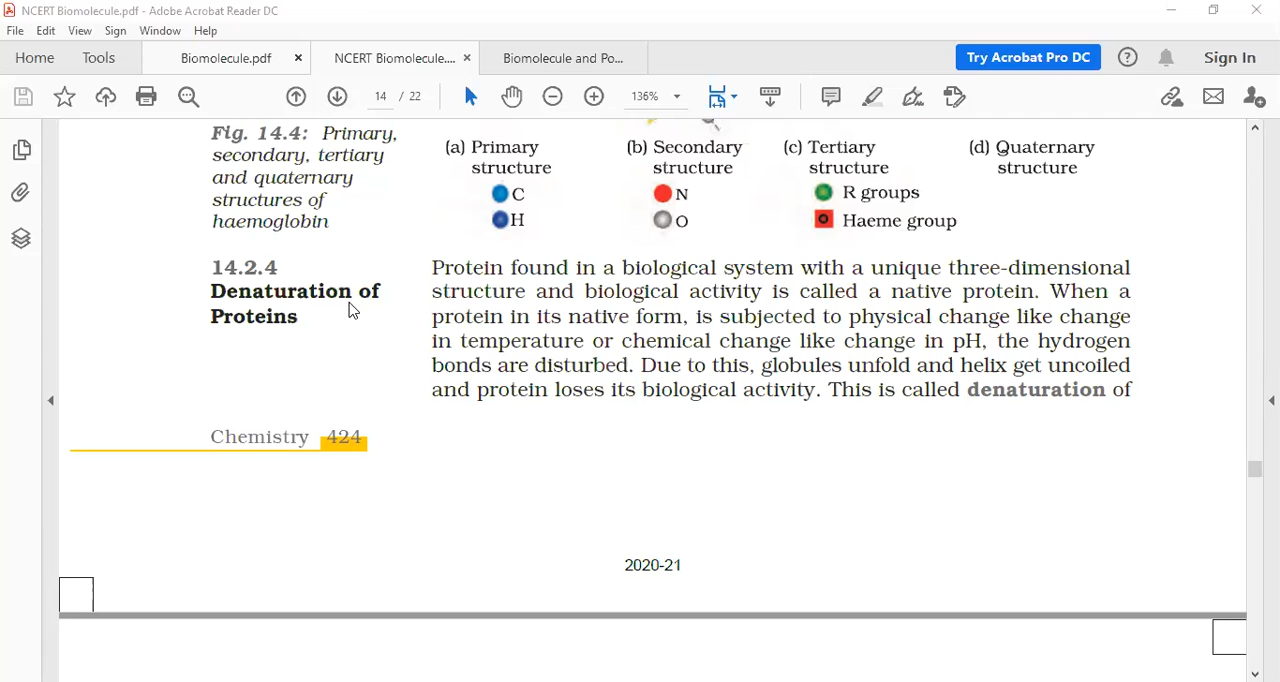 NCERT Biomolecule.pdf - Adobe Acrobat Reader DC
File Edit View Sign Window Help
Home Tools Biomolecule.pdf × NCERT Biomolecule.... × Biomolecule and Po... Try Acrobat Pro DC Sign In
14 / 22 136%
Fig. 14.4: Primary,
secondary, tertiary
and quaternary
structures of
haemoglobin
(a) Primary
structure
C
H
(b) Secondary
structure
N
O
(c) Tertiary
structure
R groups
Haeme group
(d) Quaternary
structure
14.2.4
Denaturation of
Proteins
Protein found in a biological system with a unique three-dimensional
structure and biological activity is called a native protein. When a
protein in its native form, is subjected to physical change like change
in temperature or chemical change like change in pH, the hydrogen
bonds are disturbed. Due to this, globules unfold and helix get uncoiled
and protein loses its biological activity. This is called denaturation of
Chemistry 424
2020-21